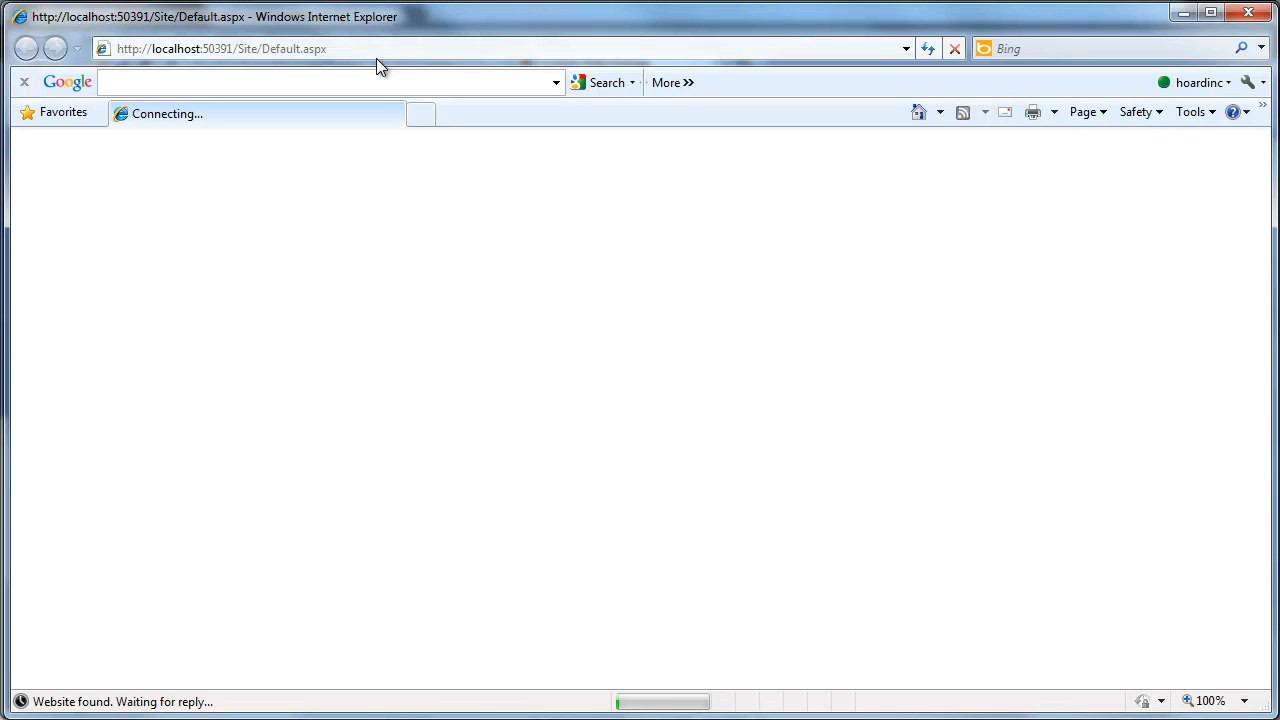 http://localhost:50391/Site/Default.aspx - Windows Internet Explorer
http://localhost:50391/Site/Default.aspx
Bing
Google
Search
More
hoardinc
Favorites
Connecting...
Page
Safety
Tools
Website found. Waiting for reply...
100%